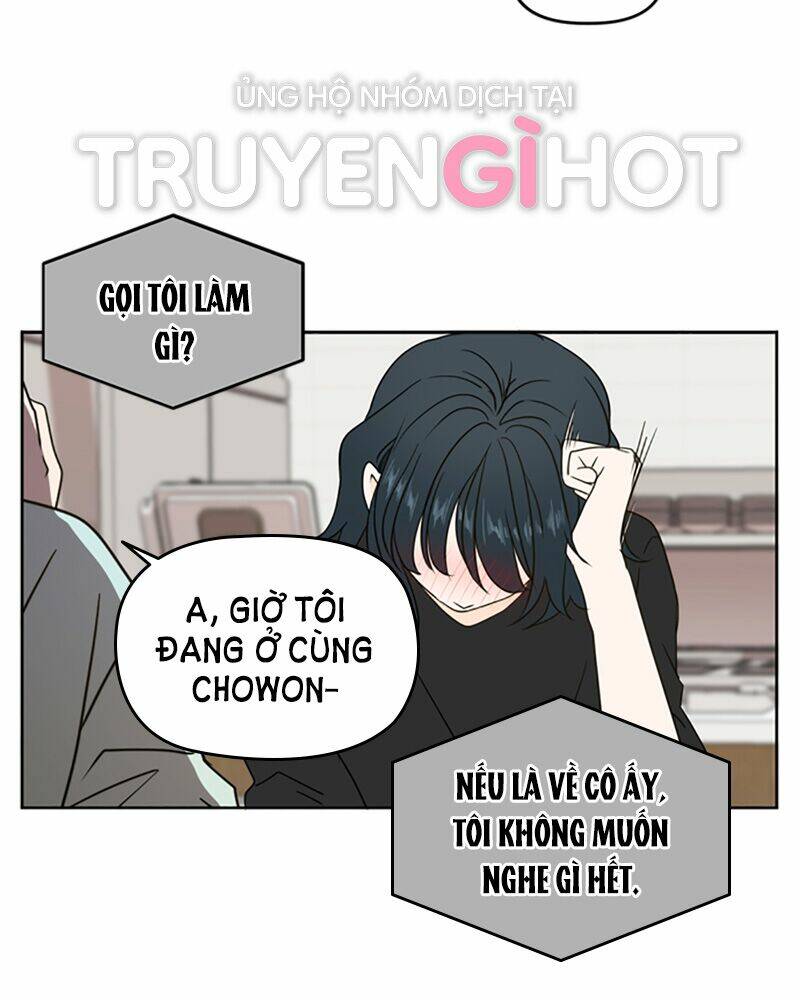 ỦNG HỘ NHÓM DỊCH TẠI
TRUYENGÌHOT
GỌI TÔI LÀM
GÌ?
A, GIỜ TÔI
ĐANG Ở CÙNG
CHOWON-
NẾU LÀ VỀ CÔ ẤY,
TÔI KHÔNG MUỐN
NGHE GÌ HẾT.